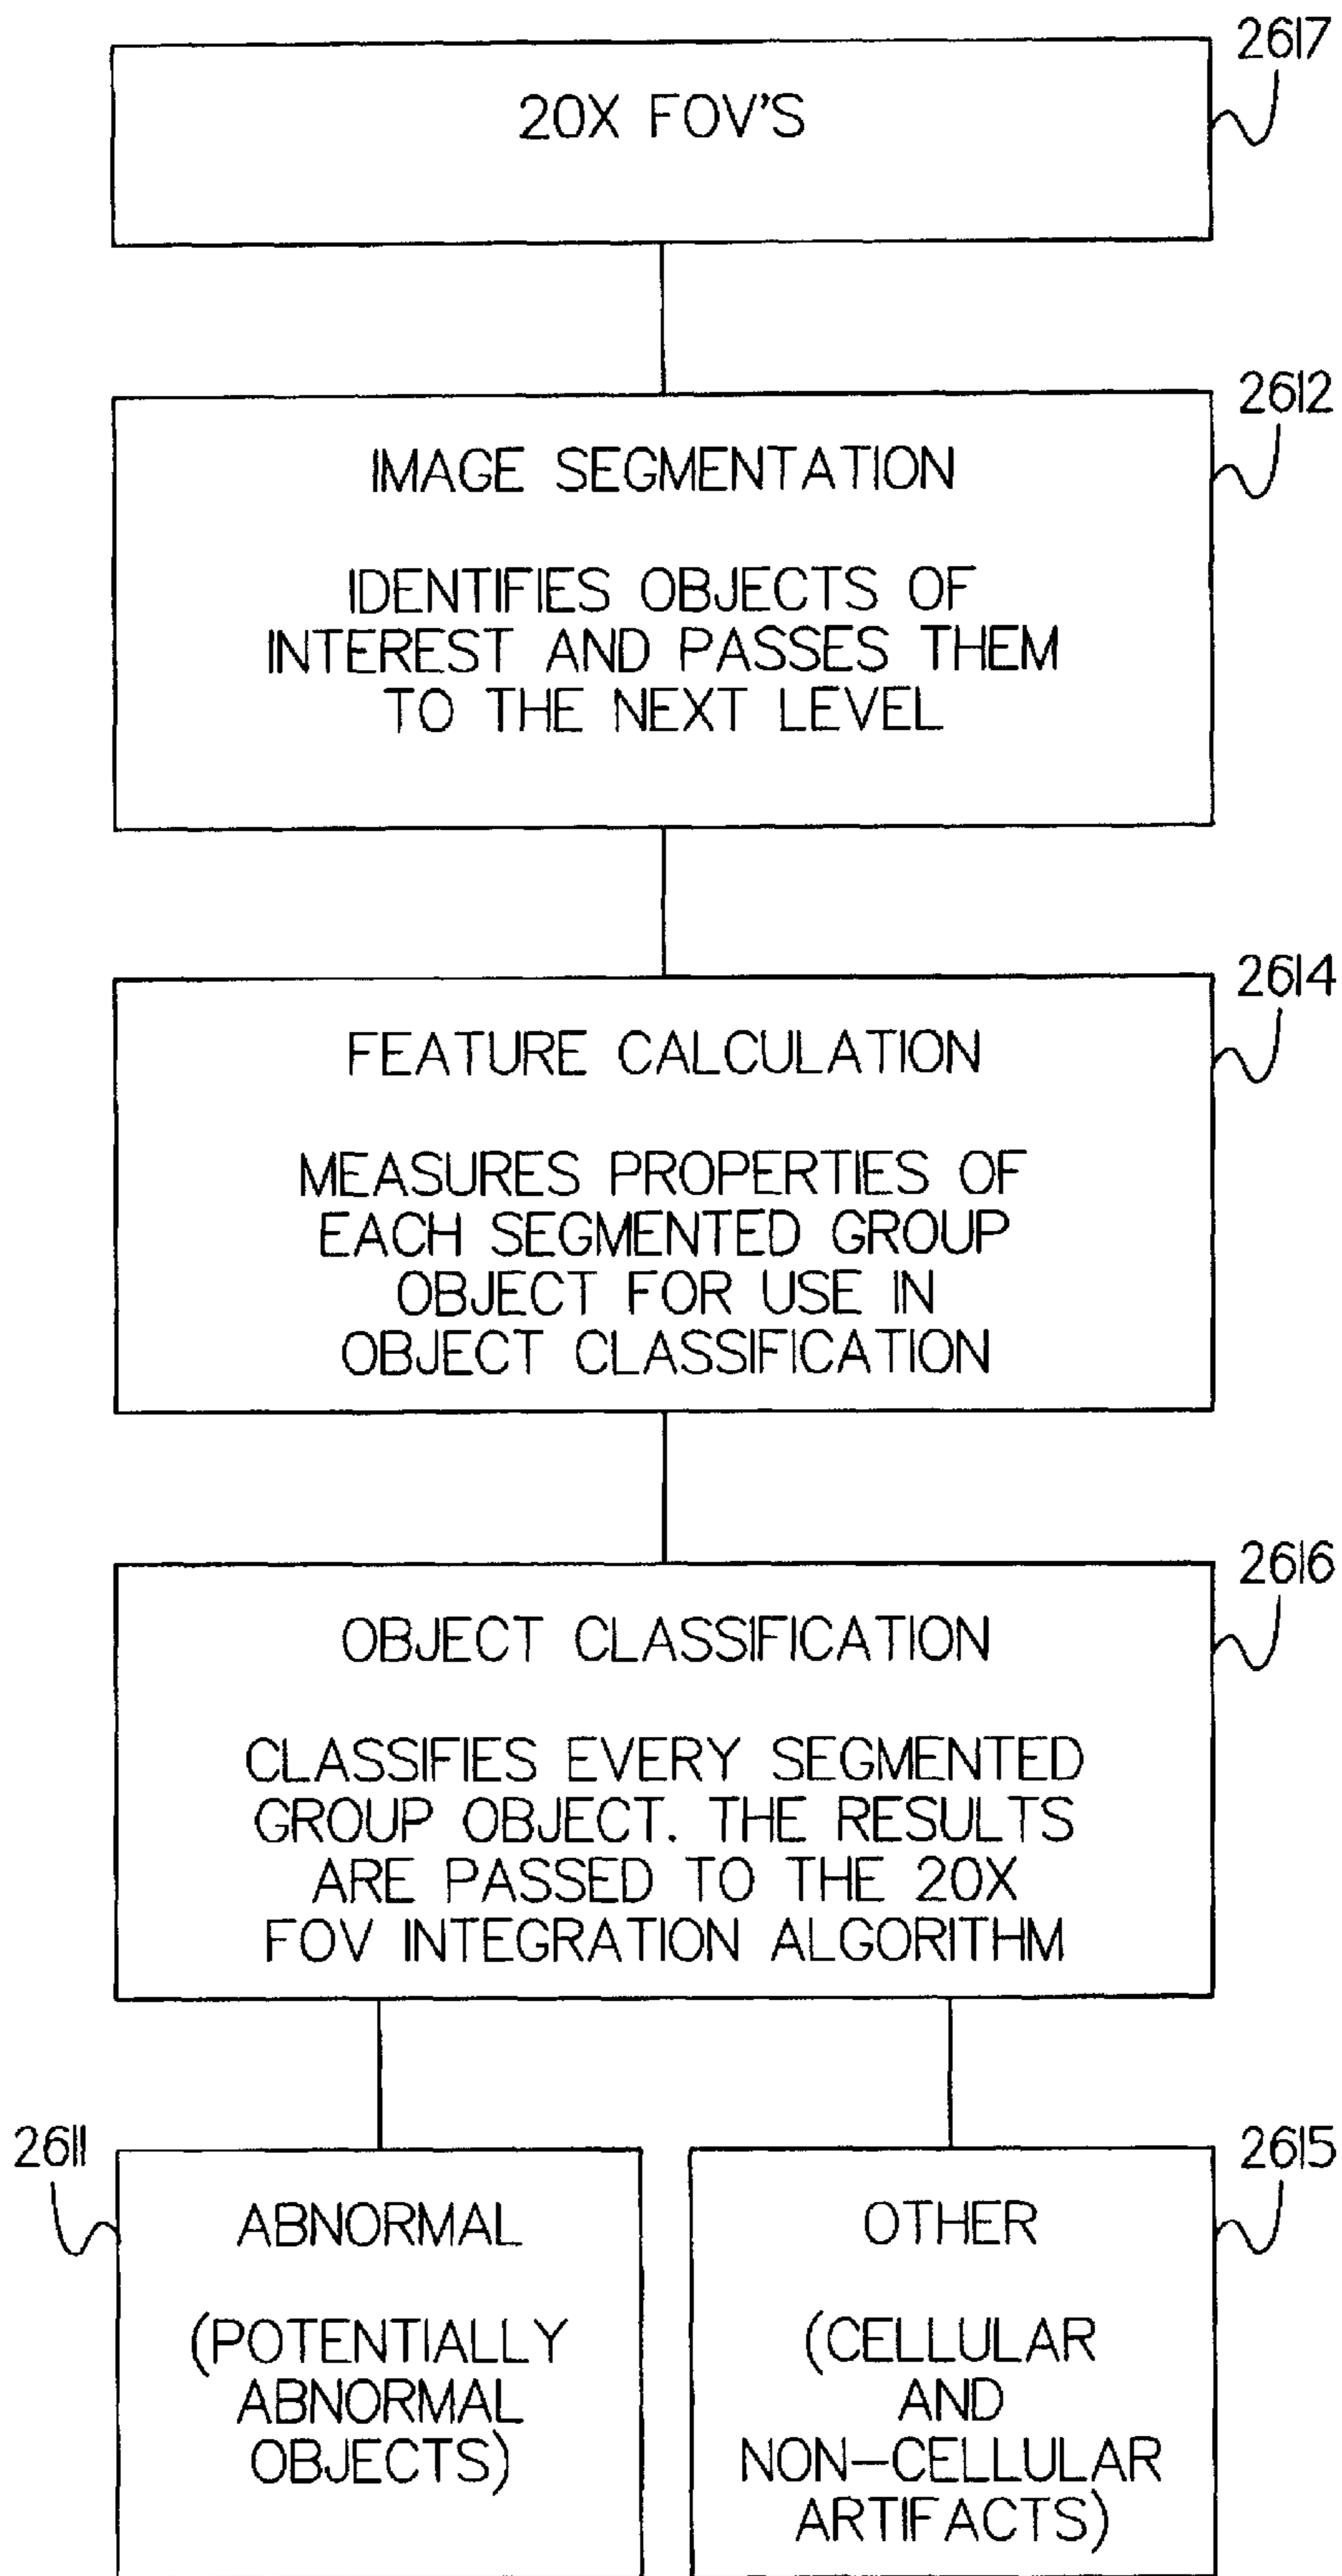 2617
20X FOV'S
2612
IMAGE SEGMENTATION
IDENTIFIES OBJECTS OF
INTEREST AND PASSES THEM
TO THE NEXT LEVEL
2614
FEATURE CALCULATION
MEASURES PROPERTIES OF
EACH SEGMENTED GROUP
OBJECT FOR USE IN
OBJECT CLASSIFICATION
2616
OBJECT CLASSIFICATION
CLASSIFIES EVERY SEGMENTED
GROUP OBJECT. THE RESULTS
ARE PASSED TO THE 20X
FOV INTEGRATION ALGORITHM
2611
ABNORMAL
(POTENTIALLY
ABNORMAL
OBJECTS)
2615
OTHER
(CELLULAR
AND
NON-CELLULAR
ARTIFACTS)